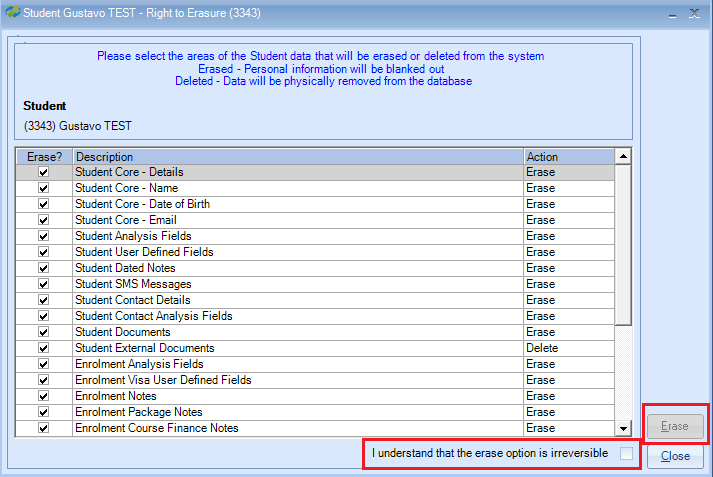 Student Gustavo TEST - Right to Erasure (3343)
Please select the areas of the Student data that will be erased or deleted from the system
Erased - Personal information will be blanked out
Deleted - Data will be physically removed from the database
Student
(3343) Gustavo TEST
Erase? Description Action
Student Core - Details Erase
Student Core - Name Erase
Student Core - Date of Birth Erase
Student Core - Email Erase
Student Analysis Fields Erase
Student User Defined Fields Erase
Student Dated Notes Erase
Student SMS Messages Erase
Student Contact Details Erase
Student Contact Analysis Fields Erase
Student Documents Erase
Student External Documents Delete
Enrolment Analysis Fields Erase
Enrolment Visa User Defined Fields Erase
Enrolment Notes Erase
Enrolment Package Notes Erase
Enrolment Course Finance Notes Erase
Erase
I understand that the erase option is irreversible
Close